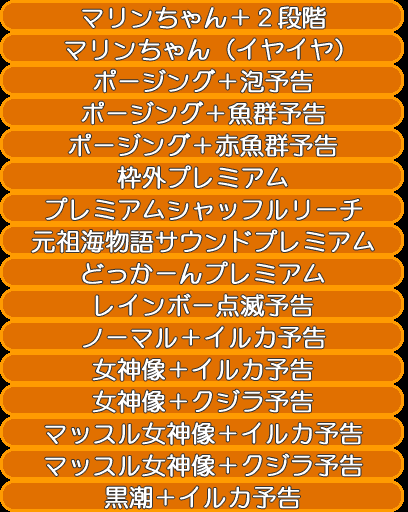 マリンちゃん＋２段階
マリンちゃん（イヤイヤ）
ポージング＋泡予告
ポージング＋魚群予告
ポージング＋赤魚群予告
枠外プレミアム
プレミアムシャッフルリーチ
元祖海物語サウンドプレミアム
どっかーんプレミアム
レインボー点滅予告
ノーマル＋イルカ予告
女神像＋イルカ予告
女神像＋クジラ予告
マッスル女神像＋イルカ予告
マッスル女神像＋クジラ予告
黒潮＋イルカ予告